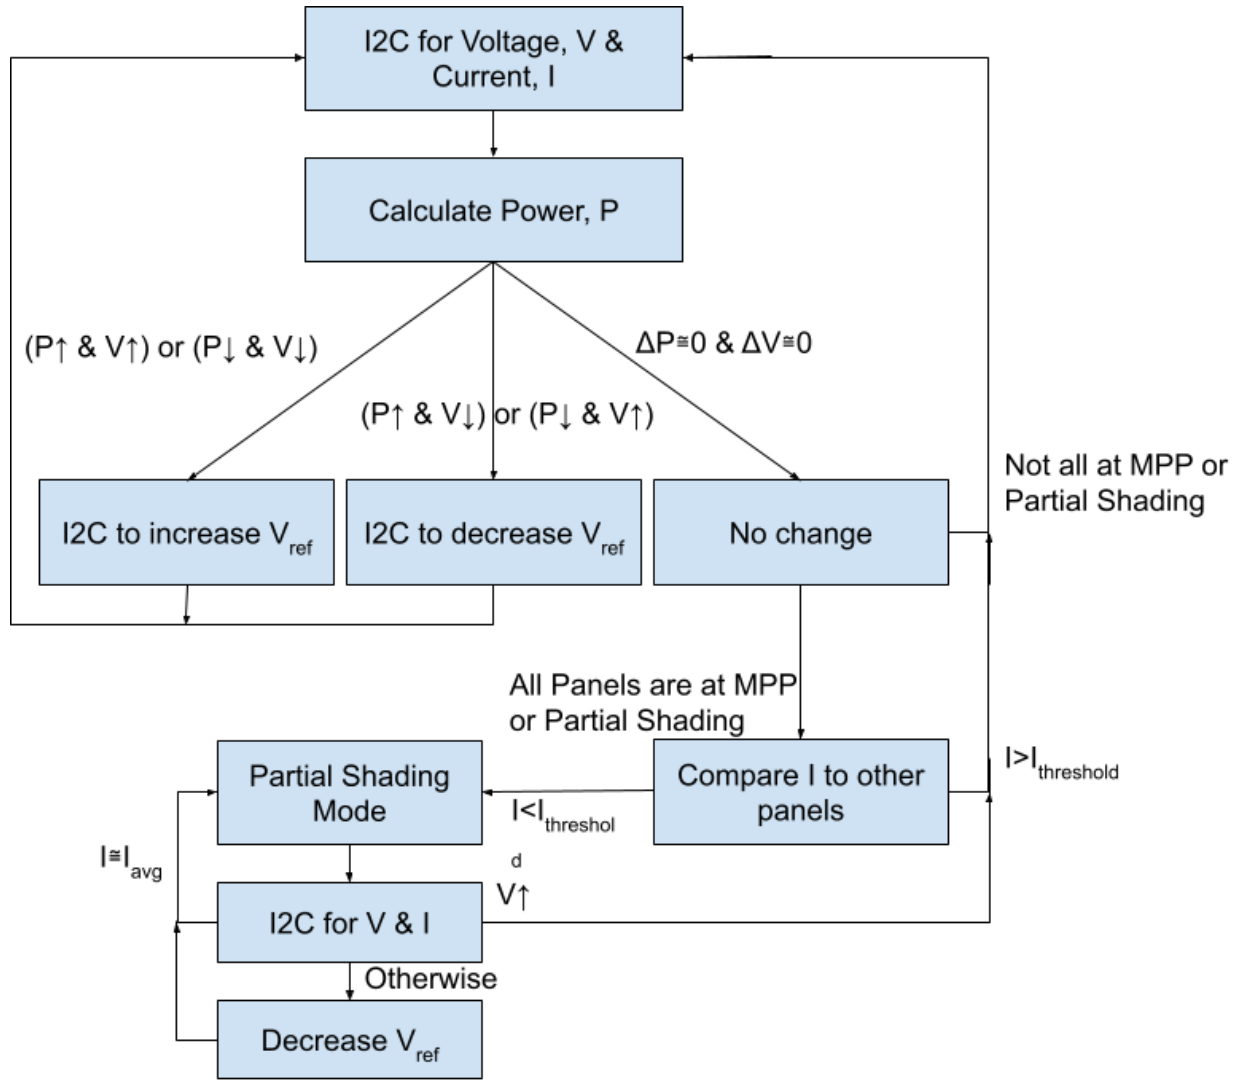 I2C for Voltage, V &
Current, I
Calculate Power, P
(P↑ & V↑) or (P↓ & V↓)
ΔP≅0 & ΔV≅0
(P↑ & V↓) or (P↓ & V↑)
Not all at MPP or
Partial Shading
I2C to increase Vref
I2C to decrease Vref
No change
All Panels are at MPP
or Partial Shading
Partial Shading
Mode
Compare I to other
panels
I>Ithreshold
I<Ithreshol
d
I≅Iavg
V↑
I2C for V & I
Otherwise
Decrease Vref